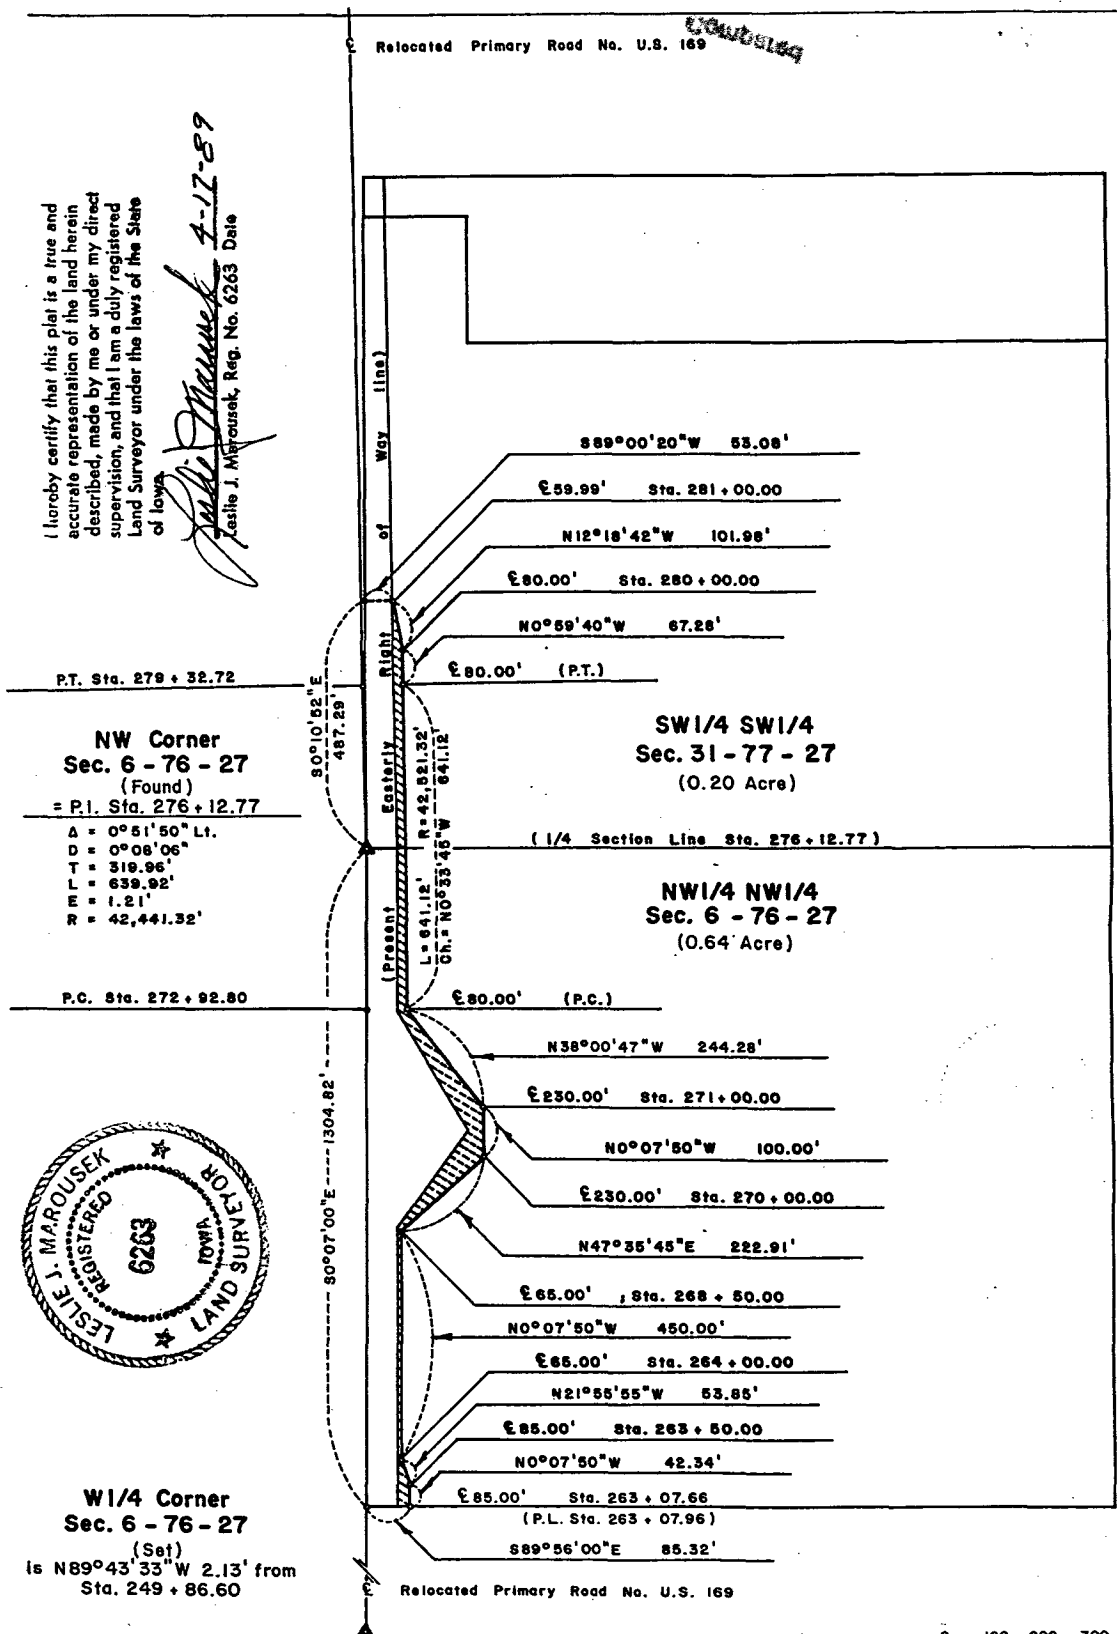 ℄ Relocated Primary Road No. U.S. 169
I hereby certify that this plat is a true and
accurate representation of the land herein
described, made by me or under my direct
supervision, and that I am a duly registered
Land Surveyor under the laws of the State
of Iowa.
Leslie J. Marousek 4-17-89
Leslie J. Marousek, Reg. No. 6263 Date
(Present Easterly Right of Way line)
S89°00'20"W 53.08'
℄ 59.99' Sta. 281+00.00
N12°18'42"W 101.98'
℄ 80.00' Sta. 280+00.00
N0°59'40"W 67.28'
℄ 80.00' (P.T.)
P.T. Sta. 279+32.72
S0°10'52"E
487.29'
NW Corner
Sec. 6-76-27
(Found)
= P.I. Sta. 276+12.77
Δ = 0°51'50" Lt.
D = 0°08'06"
T = 319.96'
L = 639.92'
E = 1.21'
R = 42,441.32'
L = 641.12' R = 42,521.32'
Ch. = N0°33'45"W 641.12'
SW1/4 SW1/4
Sec. 31-77-27
(0.20 Acre)
(1/4 Section Line Sta. 276+12.77)
NW1/4 NW1/4
Sec. 6-76-27
(0.64 Acre)
P.C. Sta. 272+92.80
℄ 80.00' (P.C.)
N38°00'47"W 244.28'
℄ 230.00' Sta. 271+00.00
N0°07'50"W 100.00'
℄ 230.00' Sta. 270+00.00
N47°35'45"E 222.91'
℄ 65.00' Sta. 268+50.00
N0°07'50"W 450.00'
℄ 65.00' Sta. 264+00.00
N21°55'55"W 53.85'
℄ 85.00' Sta. 263+50.00
N0°07'50"W 42.34'
℄ 85.00' Sta. 263+07.66
(P.L. Sta. 263+07.96)
S89°56'00"E 85.32'
S0°07'00"E 1304.82'
LESLIE J. MAROUSEK
REGISTERED
6263
IOWA
LAND SURVEYOR
W1/4 Corner
Sec. 6-76-27
(Set)
is N89°43'33"W 2.13' from
Sta. 249+86.60
℄ Relocated Primary Road No. U.S. 169